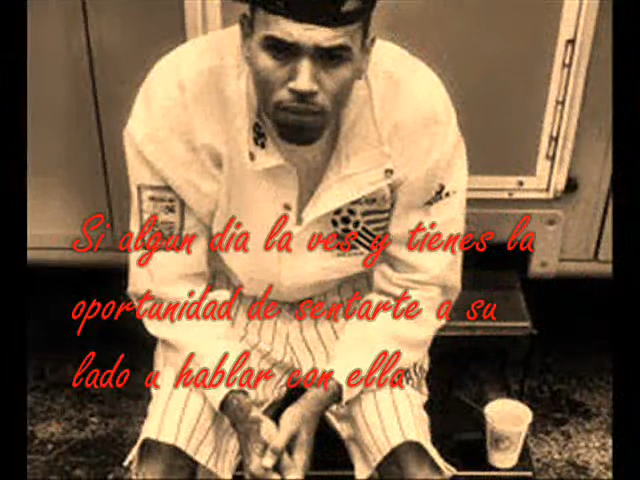 Si algun dia la ves y tienes la
oportunidad de sentarte a su
lado u hablar con ella